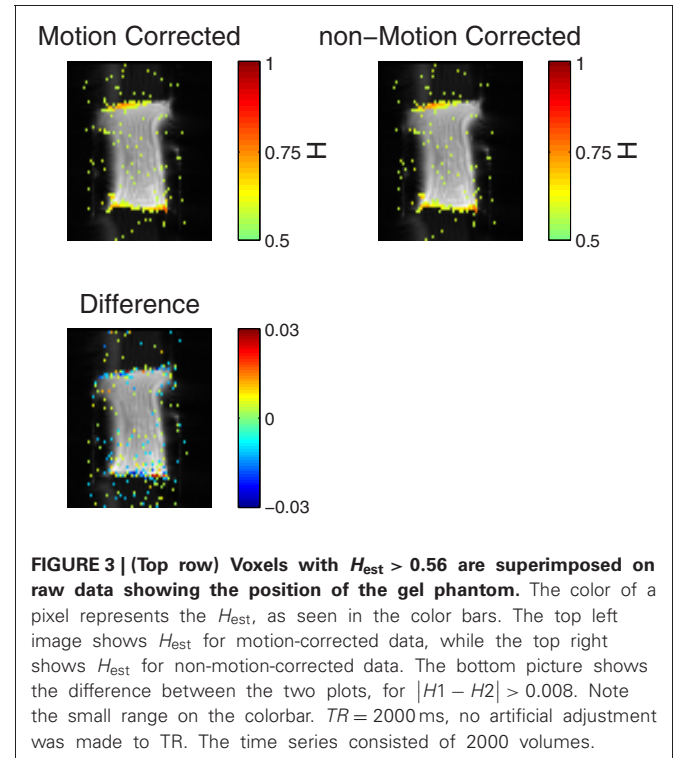 Motion Corrected
non−Motion Corrected
1
0.75
0.5
H
1
0.75
0.5
H
Difference
0.03
0
−0.03
FIGURE 3 | (Top row) Voxels with Hest > 0.56 are superimposed on
raw data showing the position of the gel phantom. The color of a
pixel represents the Hest, as seen in the color bars. The top left
image shows Hest for motion-corrected data, while the top right
shows Hest for non-motion-corrected data. The bottom picture shows
the difference between the two plots, for |H1 − H2| > 0.008. Note
the small range on the colorbar. TR = 2000 ms, no artificial adjustment
was made to TR. The time series consisted of 2000 volumes.